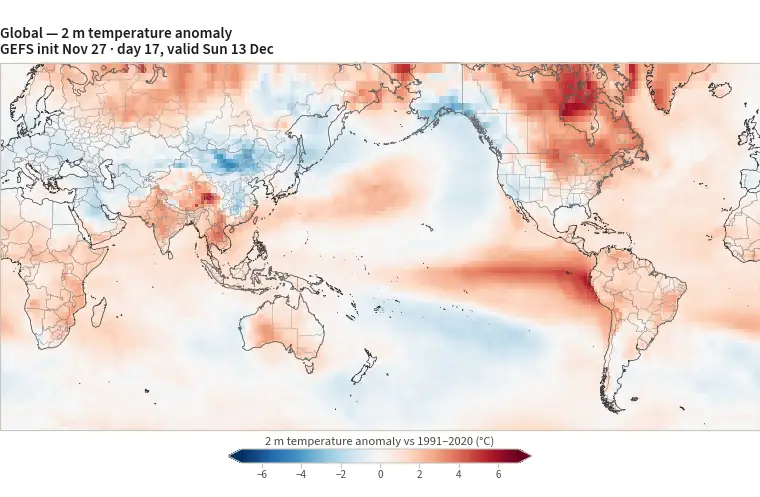 Global — 2 m temperature anomaly
GEFS init Nov 27 · day 17, valid Sun 13 Dec
2 m temperature anomaly vs 1991–2020 (°C)
−6 −4 −2 0 2 4 6